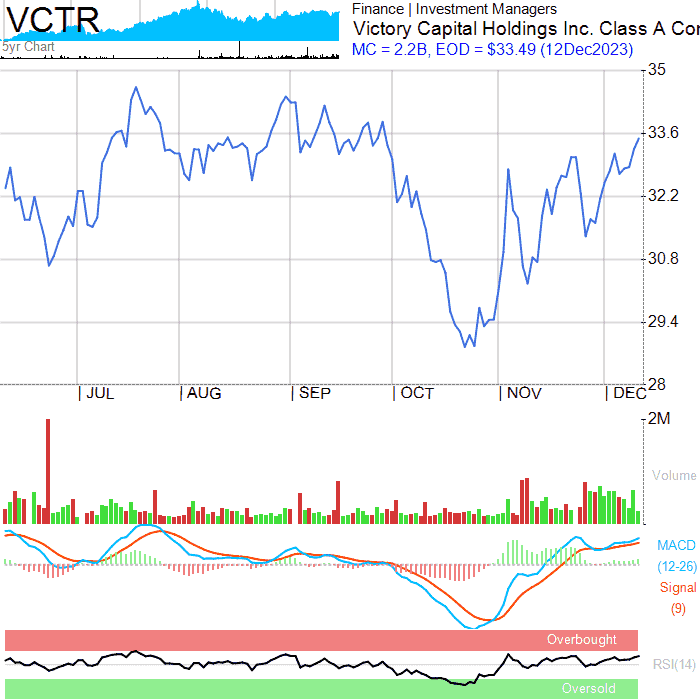 VCTR
5yr Chart
Finance | Investment Managers
Victory Capital Holdings Inc. Class A Cor
MC = 2.2B, EOD = $33.49 (12Dec2023)
35
33.6
32.2
30.8
29.4
28
JUL
AUG
SEP
OCT
NOV
DEC
2M
Volume
MACD
(12-26)
Signal
(9)
Overbought
RSI(14)
Oversold